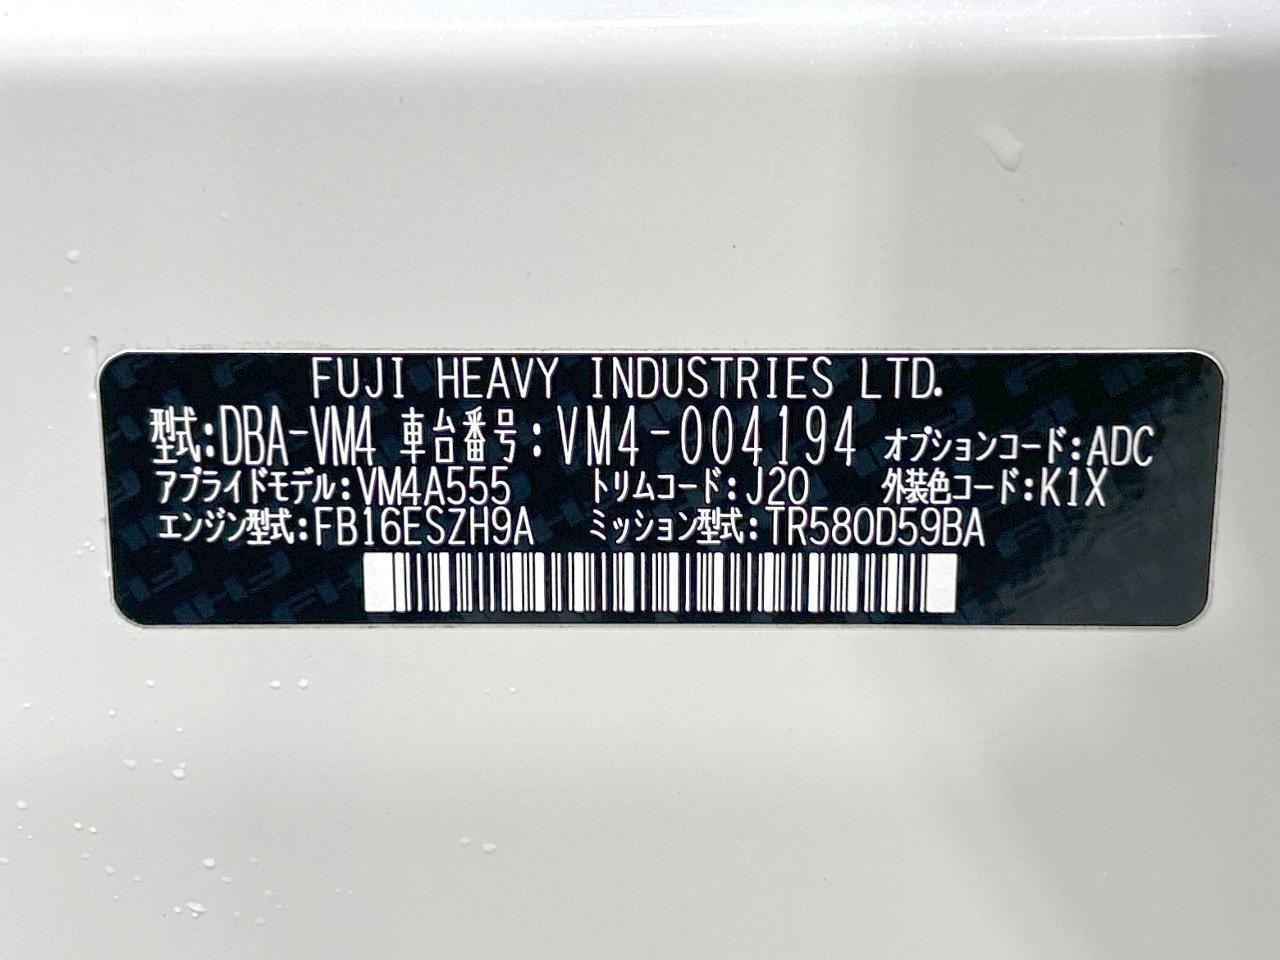 FUJI HEAVY INDUSTRIES LTD.
型式:DBA-VM4 車台番号:VM4-004194 オプションコード:ADC
アプライドモデル:VM4A555 トリムコード:J20 外装色コード:K1X
エンジン型式:FB16ESZH9A ミッション型式:TR580D59BA